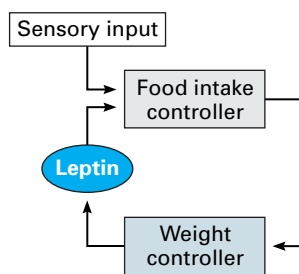 Sensory input
Food intake
controller
Leptin
Weight
controller